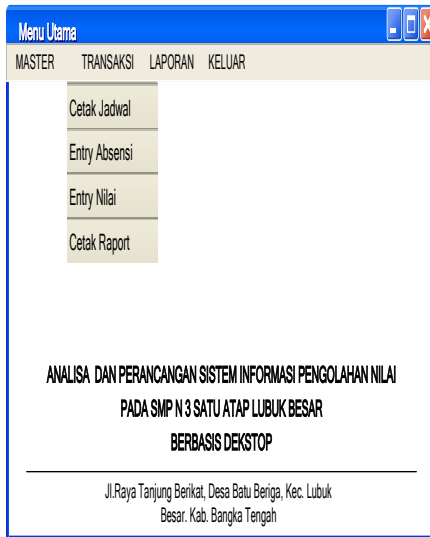 Menu Utama
MASTER TRANSAKSI LAPORAN KELUAR
Cetak Jadwal
Entry Absensi
Entry Nilai
Cetak Raport
ANALISA DAN PERANCANGAN SISTEM INFORMASI PENGOLAHAN NILAI
PADA SMP N 3 SATU ATAP LUBUK BESAR
BERBASIS DEKSTOP
Jl.Raya Tanjung Berikat, Desa Batu Beriga, Kec. Lubuk
Besar. Kab. Bangka Tengah